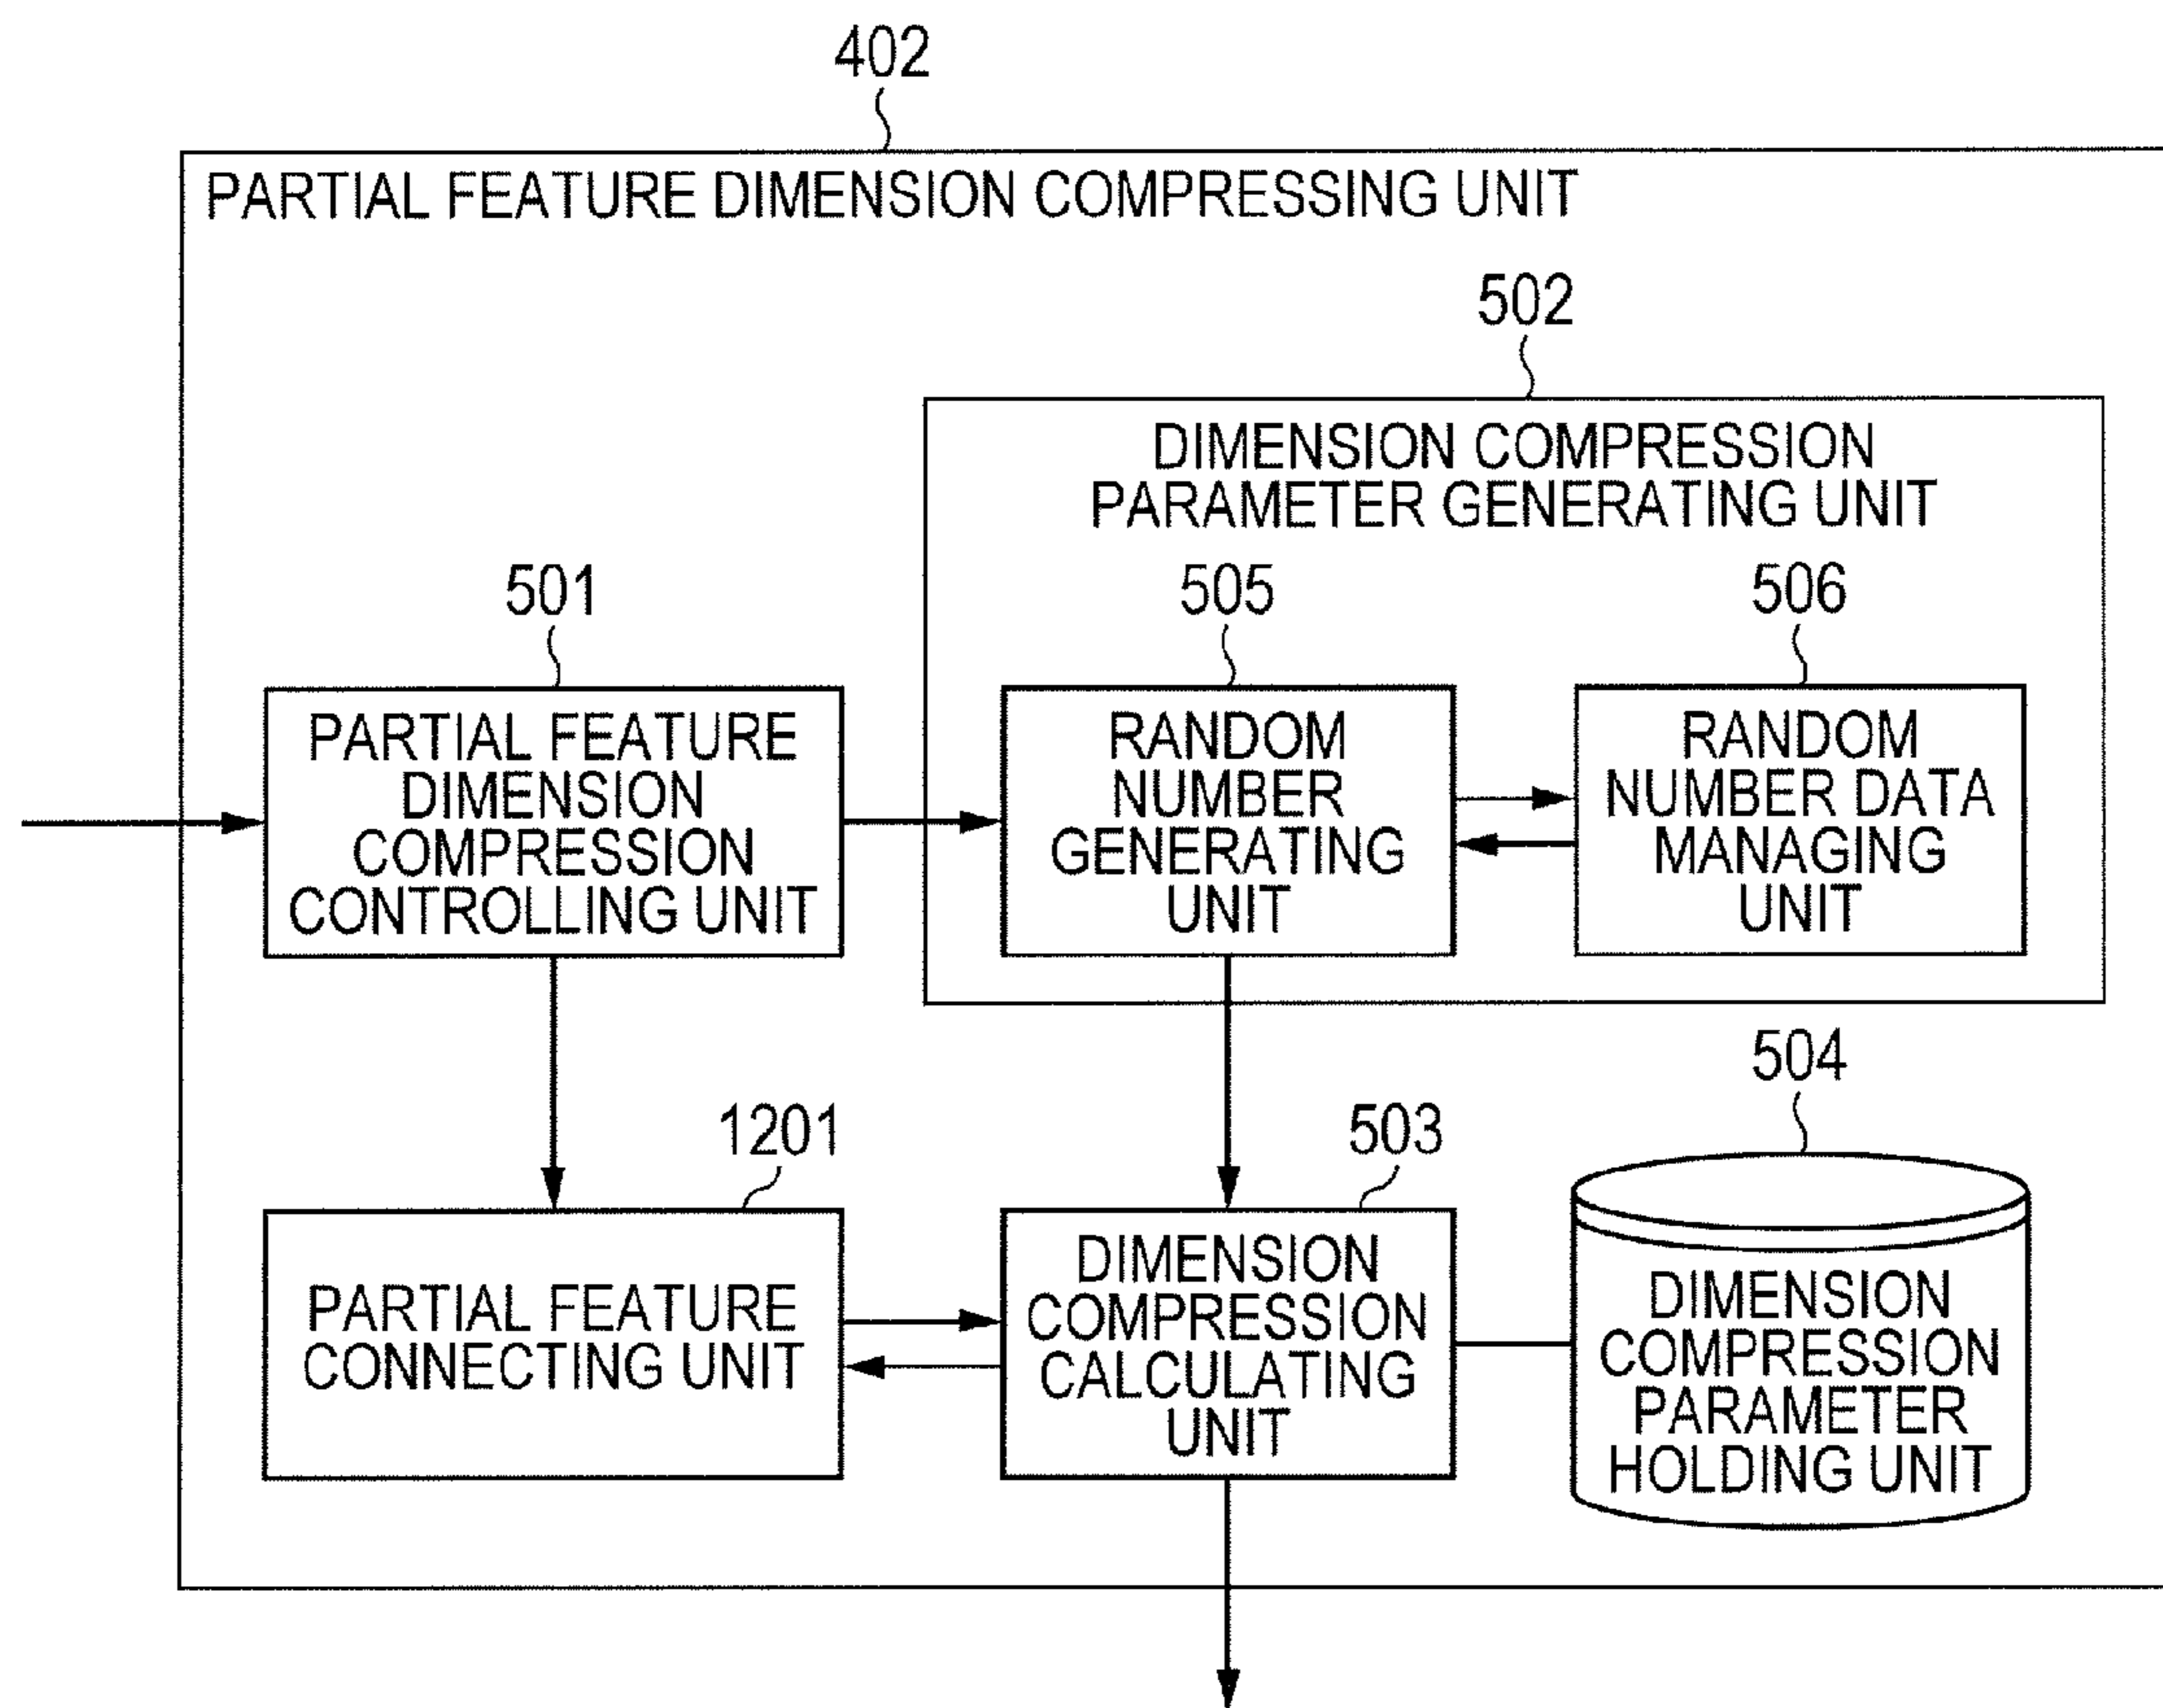 402
PARTIAL FEATURE DIMENSION COMPRESSING UNIT
502
DIMENSION COMPRESSION
PARAMETER GENERATING UNIT
501
505
506
PARTIAL FEATURE
DIMENSION
COMPRESSION
CONTROLLING UNIT
RANDOM
NUMBER
GENERATING
UNIT
RANDOM
NUMBER DATA
MANAGING
UNIT
1201
503
504
PARTIAL FEATURE
CONNECTING UNIT
DIMENSION
COMPRESSION
CALCULATING
UNIT
DIMENSION
COMPRESSION
PARAMETER
HOLDING UNIT